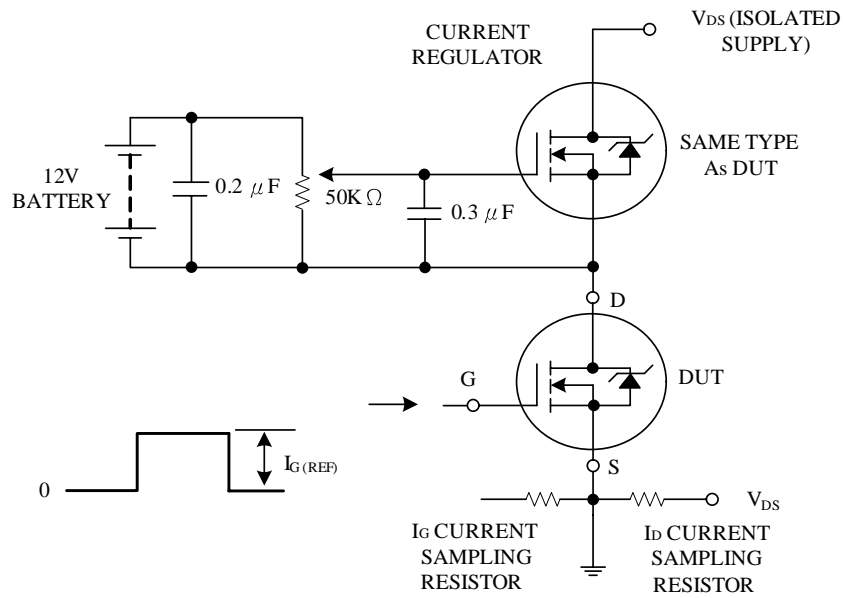 VDS (ISOLATED
SUPPLY)
CURRENT
REGULATOR
SAME TYPE
As DUT
12V
BATTERY
0.2 μF
50KΩ
0.3 μF
D
G
DUT
IG (REF)
0
S
VDS
IG CURRENT
SAMPLING
RESISTOR
ID CURRENT
SAMPLING
RESISTOR